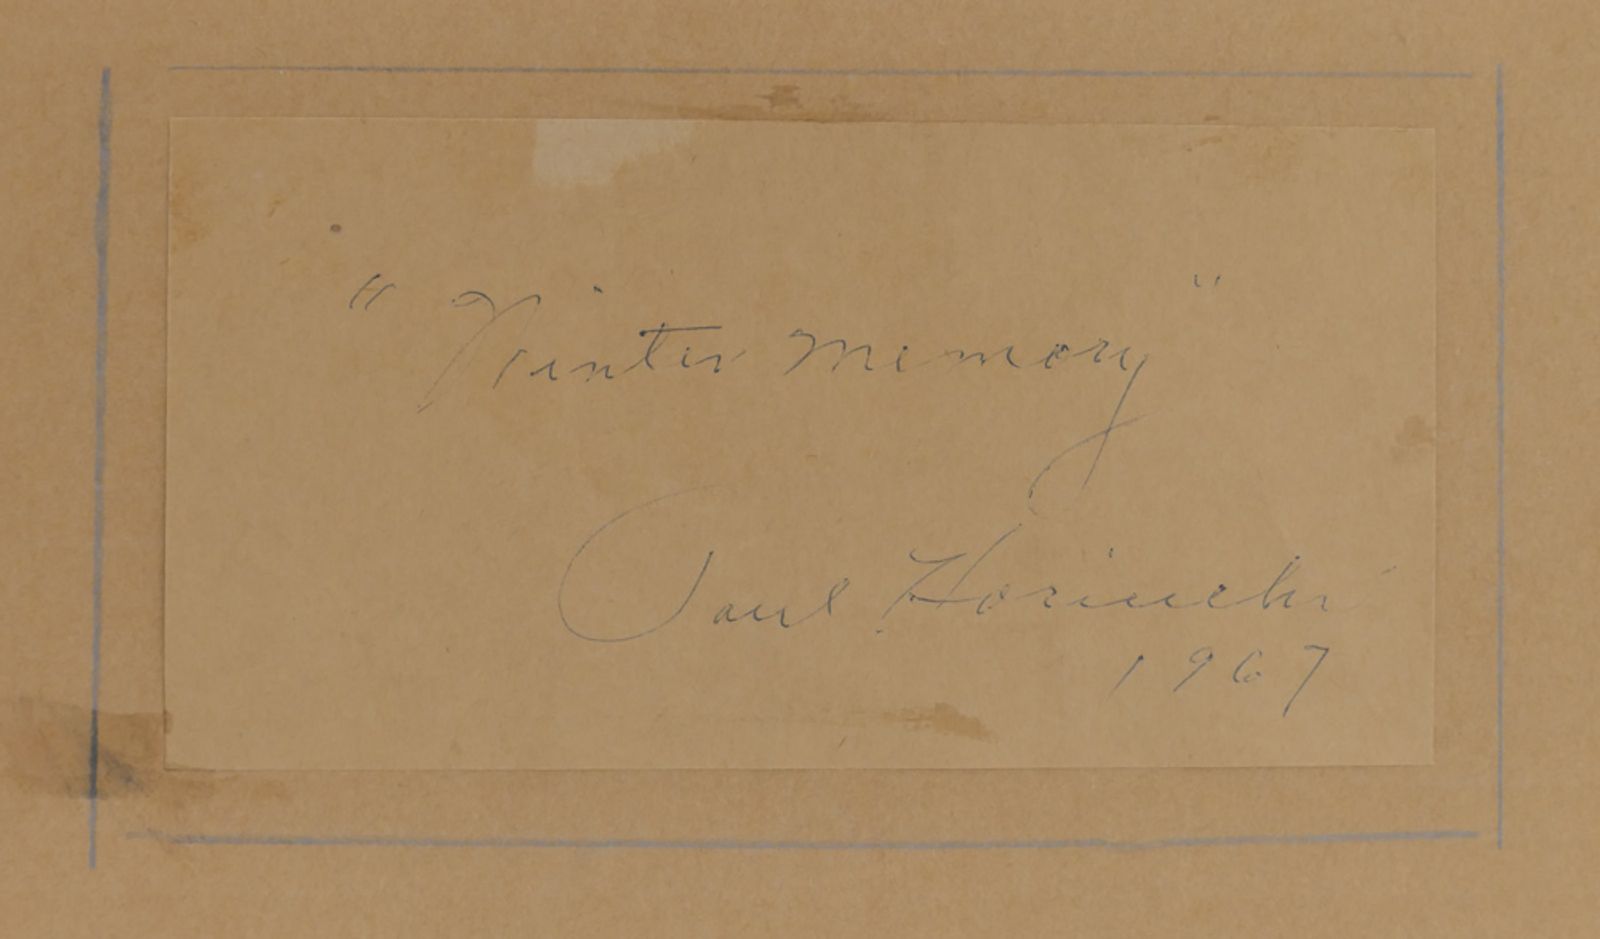 "Winter Memory"
Paul Horiuchi
1967